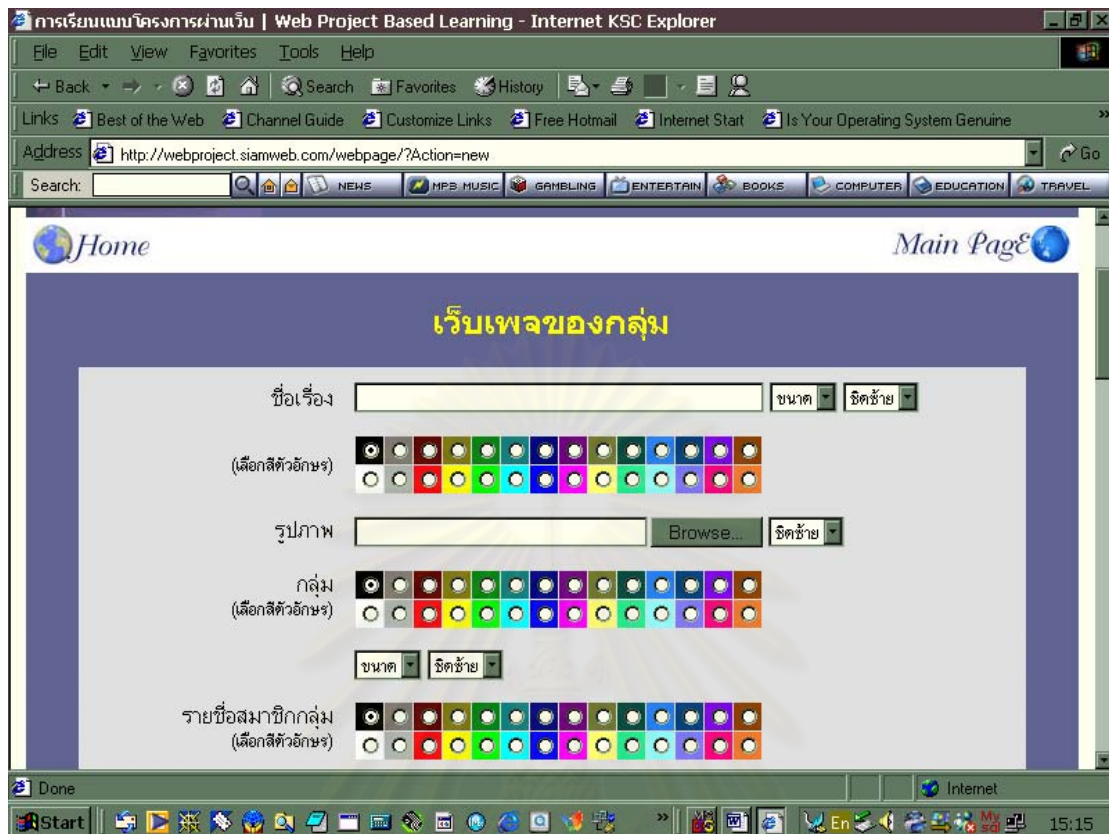 การเรียนแบบโครงการผ่านเว็บ | Web Project Based Learning - Internet KSC Explorer
File Edit View Favorites Tools Help
Back Search Favorites History
Links Best of the Web Channel Guide Customize Links Free Hotmail Internet Start Is Your Operating System Genuine »
Address http://webproject.siamweb.com/webpage/?Action=new Go
Search: NEWS MP3 MUSIC GAMBLING ENTERTAIN BOOKS COMPUTER EDUCATION TRAVEL
Home Main PagE
เว็บเพจของกลุ่ม
ชื่อเรื่อง ขนาด ชิดซ้าย
(เลือกสีตัวอักษร)
รูปภาพ Browse... ชิดซ้าย
กลุ่ม
(เลือกสีตัวอักษร)
ขนาด ชิดซ้าย
รายชื่อสมาชิกกลุ่ม
(เลือกสีตัวอักษร)
Done Internet
Start » En My sql 15:15